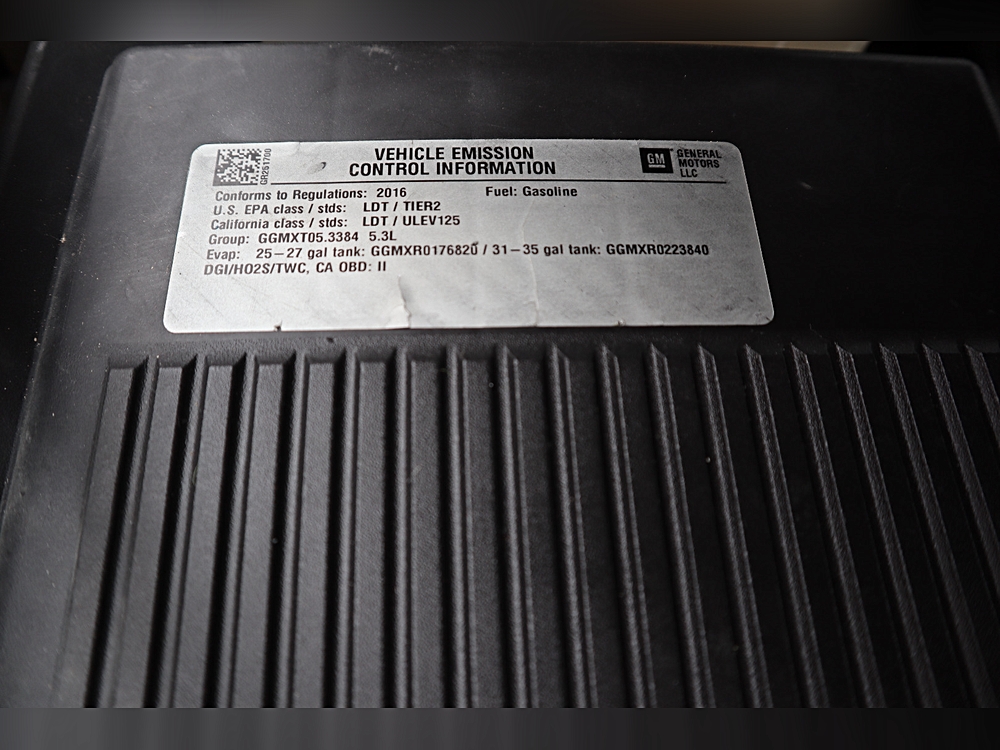 VEHICLE EMISSION
CONTROL INFORMATION
GM
GENERAL
MOTORS
LLC
Conforms to Regulations: 2016 Fuel: Gasoline
U.S. EPA class / stds: LDT / TIER2
California class / stds: LDT / ULEV125
Group: GGMXT05.3384 5.3L
Evap: 25-27 gal tank: GGMXR0176820 / 31-35 gal tank: GGMXR0223840
DGI/HO2S/TWC, CA OBD: II